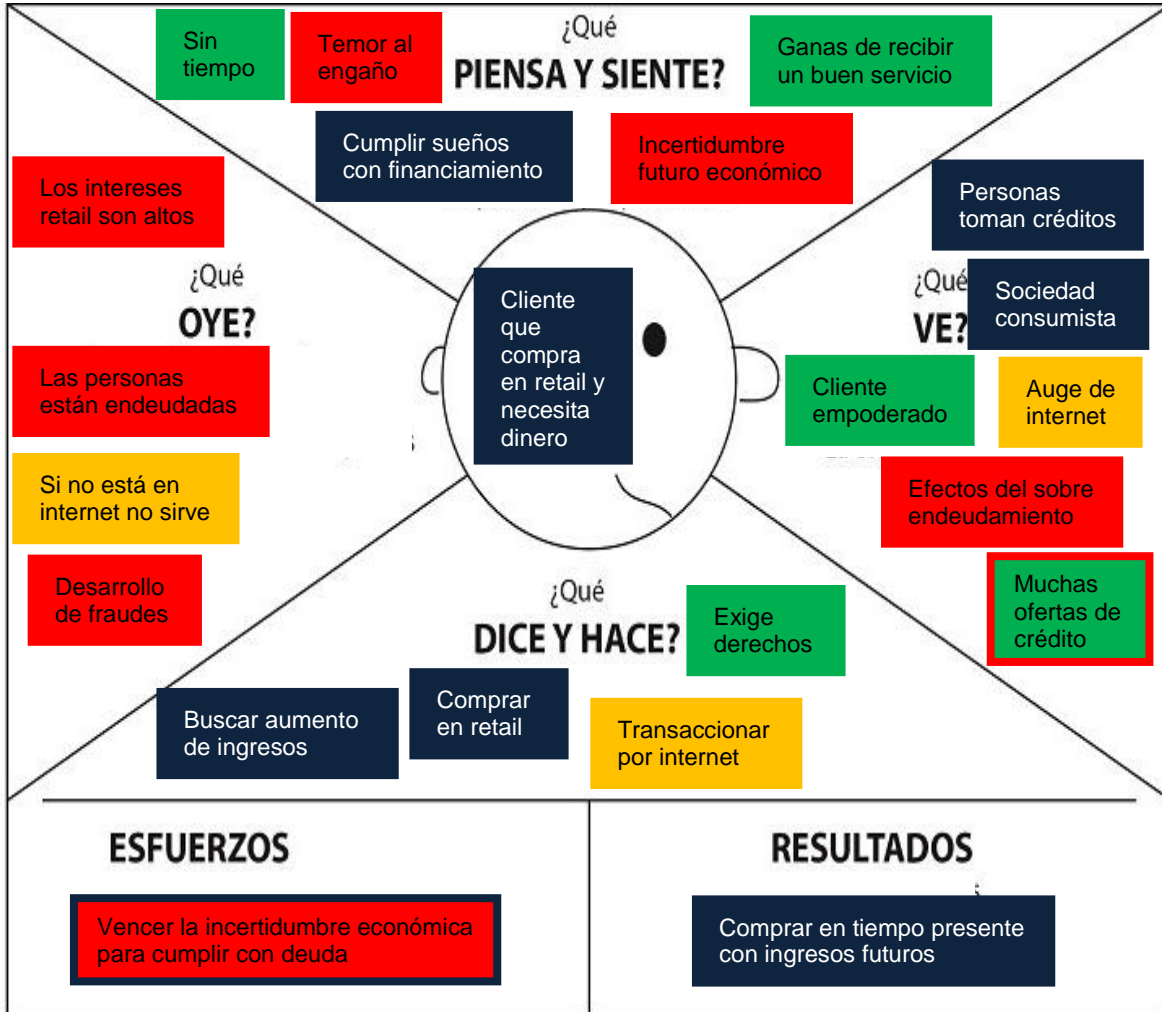 ¿Qué
PIENSA Y SIENTE?
Sin
tiempo
Temor al
engaño
Ganas de recibir
un buen servicio
Cumplir sueños
con financiamiento
Incertidumbre
futuro económico
Los intereses
retail son altos
¿Qué
OYE?
Las personas
están endeudadas
Si no está en
internet no sirve
Desarrollo
de fraudes
Cliente
que
compra
en retail y
necesita
dinero
Personas
toman créditos
¿Qué
VE?
Sociedad
consumista
Cliente
empoderado
Auge de
internet
Efectos del sobre
endeudamiento
Muchas
ofertas de
crédito
¿Qué
DICE Y HACE?
Exige
derechos
Buscar aumento
de ingresos
Comprar
en retail
Transaccionar
por internet
ESFUERZOS
Vencer la incertidumbre económica
para cumplir con deuda
RESULTADOS
Comprar en tiempo presente
con ingresos futuros